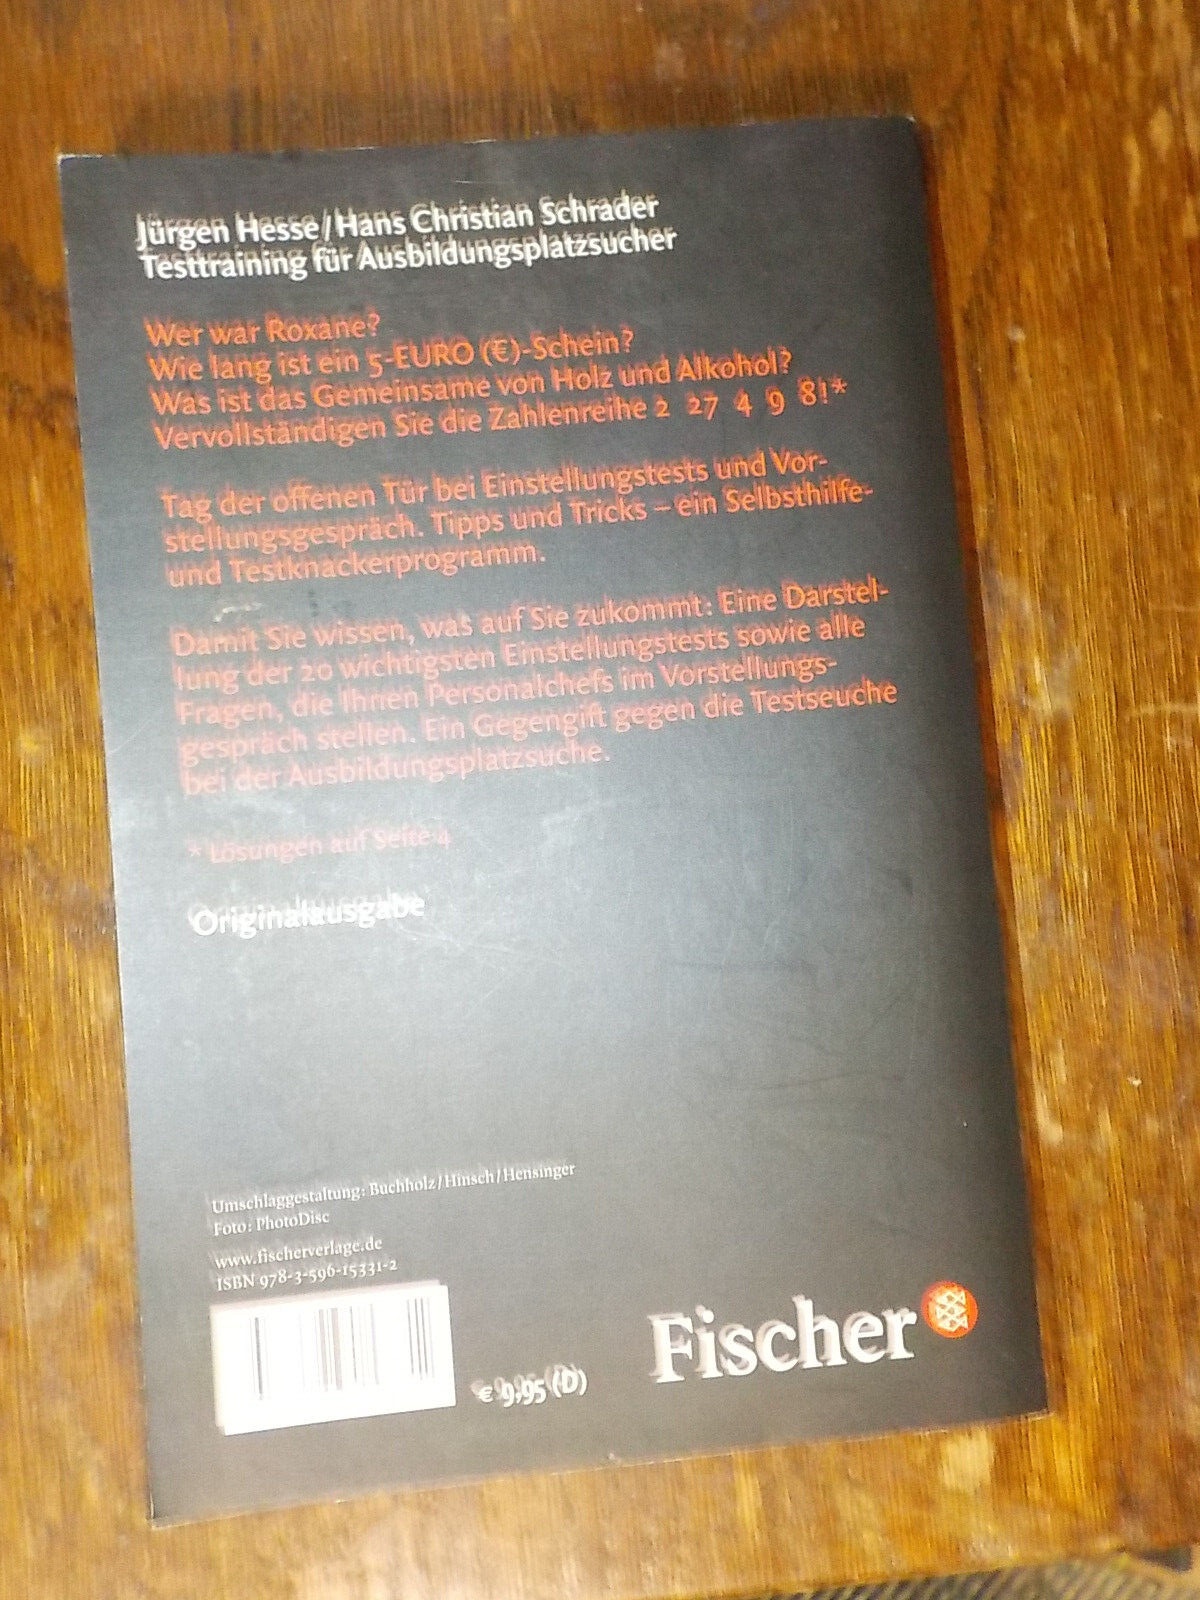 Jürgen Hesse/Hans Christian Schrader
Testtraining für Ausbildungsplatzsucher
Wer war Roxane?
Wie lang ist ein 5-EURO (€)-Schein?
Was ist das Gemeinsame von Holz und Alkohol?
Vervollständigen Sie die Zahlenreihe 2 27 4 9 8!*
Tag der offenen Tür bei Einstellungstests und Vor-
stellungsgespräch. Tipps und Tricks – ein Selbsthilfe-
und Testknackerprogramm.
Damit Sie wissen, was auf Sie zukommt: Eine Darstel-
lung der 20 wichtigsten Einstellungstests sowie alle
Fragen, die Ihnen Personalchefs im Vorstellungs-
gespräch stellen. Ein Gegengift gegen die Testseuche
bei der Ausbildungsplatzsuche.
* Lösungen auf Seite 4
Originalausgabe
Umschlaggestaltung: Buchholz/Hinsch/Hensinger
Foto: PhotoDisc
www.fischerverlage.de
ISBN 978-3-596-15331-2
€ 9,95 (D)
Fischer